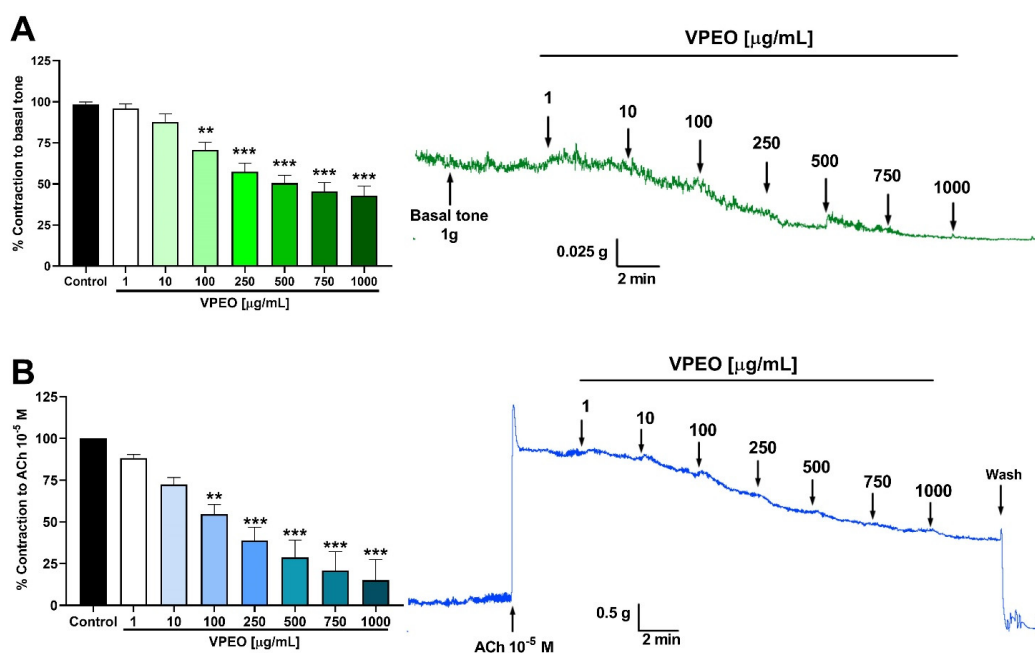 A
% Contraction to basal tone
125
100
75
50
25
0
**
***
***
***
***
Control
1
10
100
250
500
750
1000
VPEO [μg/mL]
VPEO [μg/mL]
1
10
100
250
500
750
1000
Basal tone
1g
0.025 g
2 min
B
% Contraction to ACh 10⁻⁵ M
125
100
75
50
25
0
**
***
***
***
***
Control
1
10
100
250
500
750
1000
VPEO [μg/mL]
VPEO [μg/mL]
1
10
100
250
500
750
1000
Wash
ACh 10⁻⁵ M
0.5 g
2 min